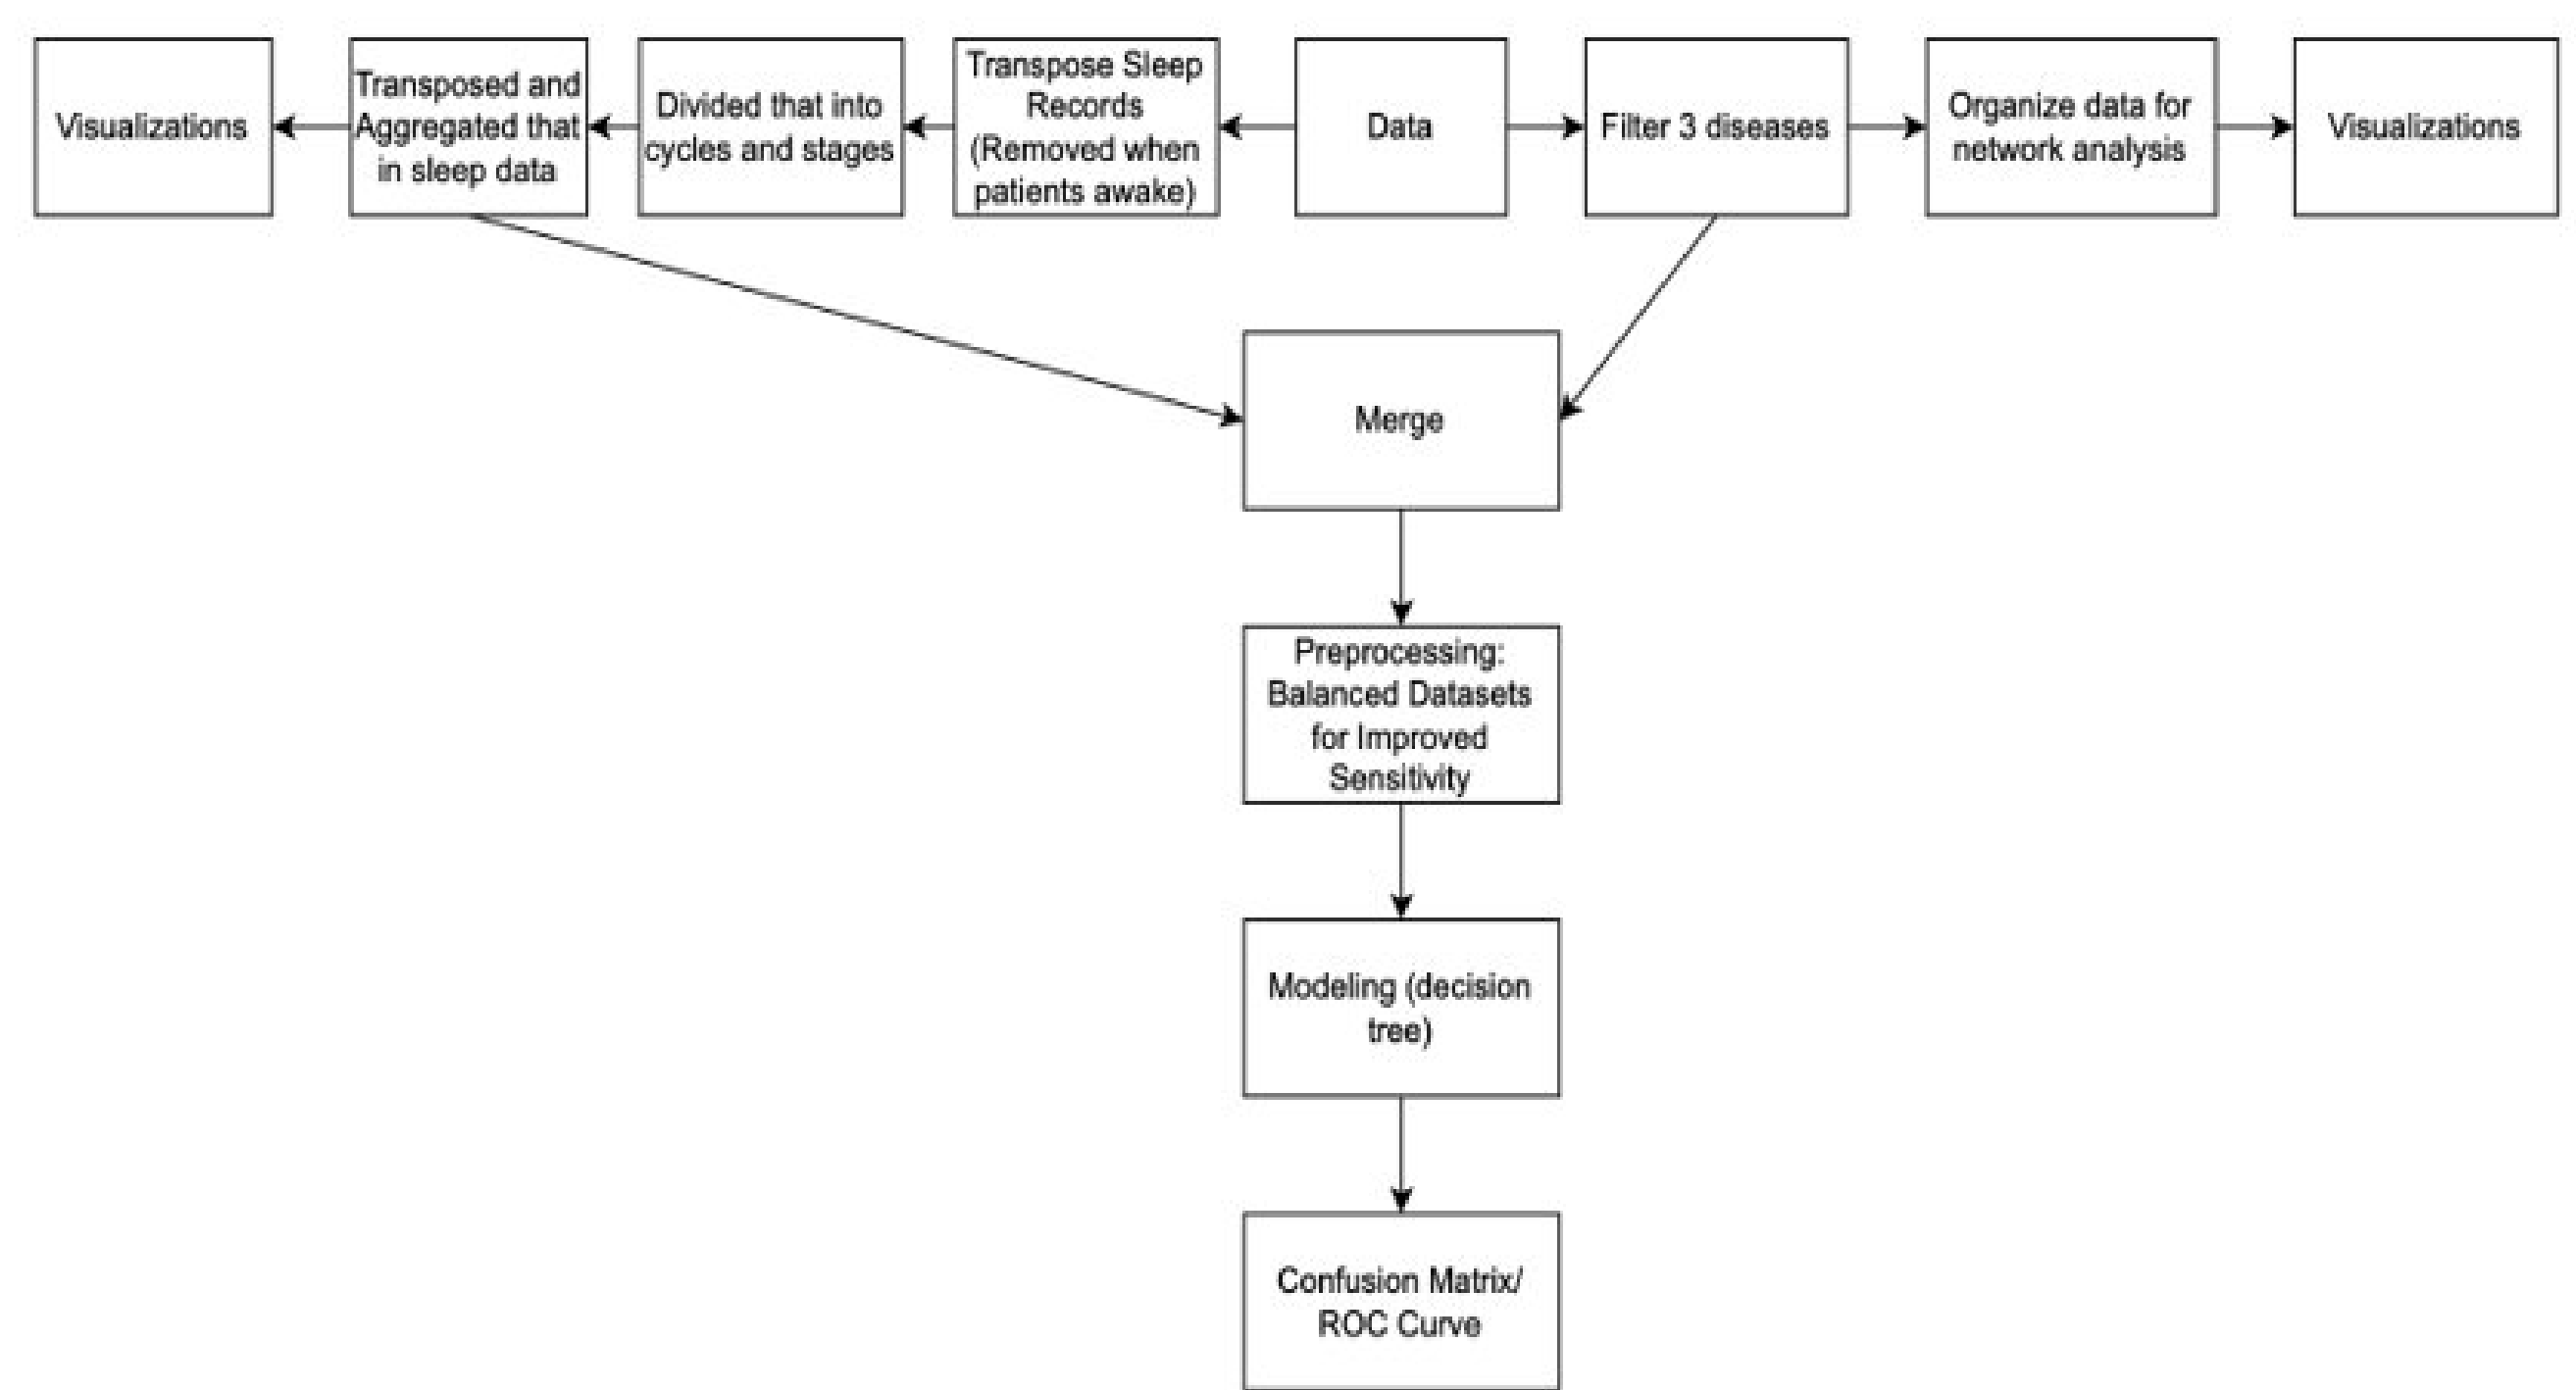 Visualizations
Transposed and
Aggregated that
in sleep data
Divided that into
cycles and stages
Transpose Sleep
Records
(Removed when
patients awake)
Data
Filter 3 diseases
Organize data for
network analysis
Visualizations
Merge
Preprocessing:
Balanced Datasets
for Improved
Sensitivity
Modeling (decision
tree)
Confusion Matrix/
ROC Curve